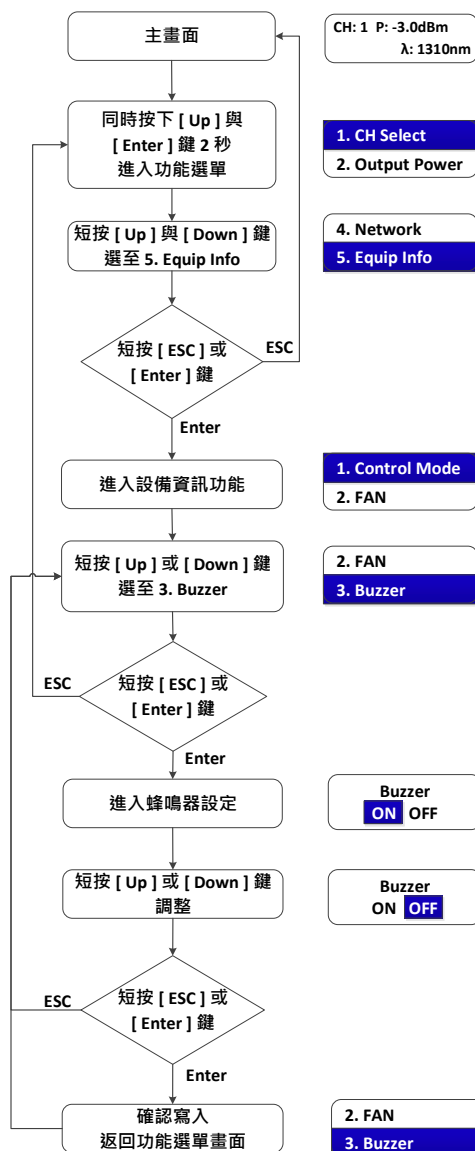 主畫面
CH: 1 P: -3.0dBm
λ: 1310nm
同時按下 [ Up ] 與
[ Enter ] 鍵 2 秒
進入功能選單
1. CH Select
2. Output Power
短按 [ Up ] 與 [ Down ] 鍵
選至 5. Equip Info
4. Network
5. Equip Info
短按 [ ESC ] 或
[ Enter ] 鍵
ESC
Enter
進入設備資訊功能
1. Control Mode
2. FAN
短按 [ Up ] 或 [ Down ] 鍵
選至 3. Buzzer
2. FAN
3. Buzzer
ESC
短按 [ ESC ] 或
[ Enter ] 鍵
Enter
進入蜂鳴器設定
Buzzer
ON OFF
短按 [ Up ] 或 [ Down ] 鍵
調整
Buzzer
ON OFF
ESC
短按 [ ESC ] 或
[ Enter ] 鍵
Enter
確認寫入
返回功能選單畫面
2. FAN
3. Buzzer